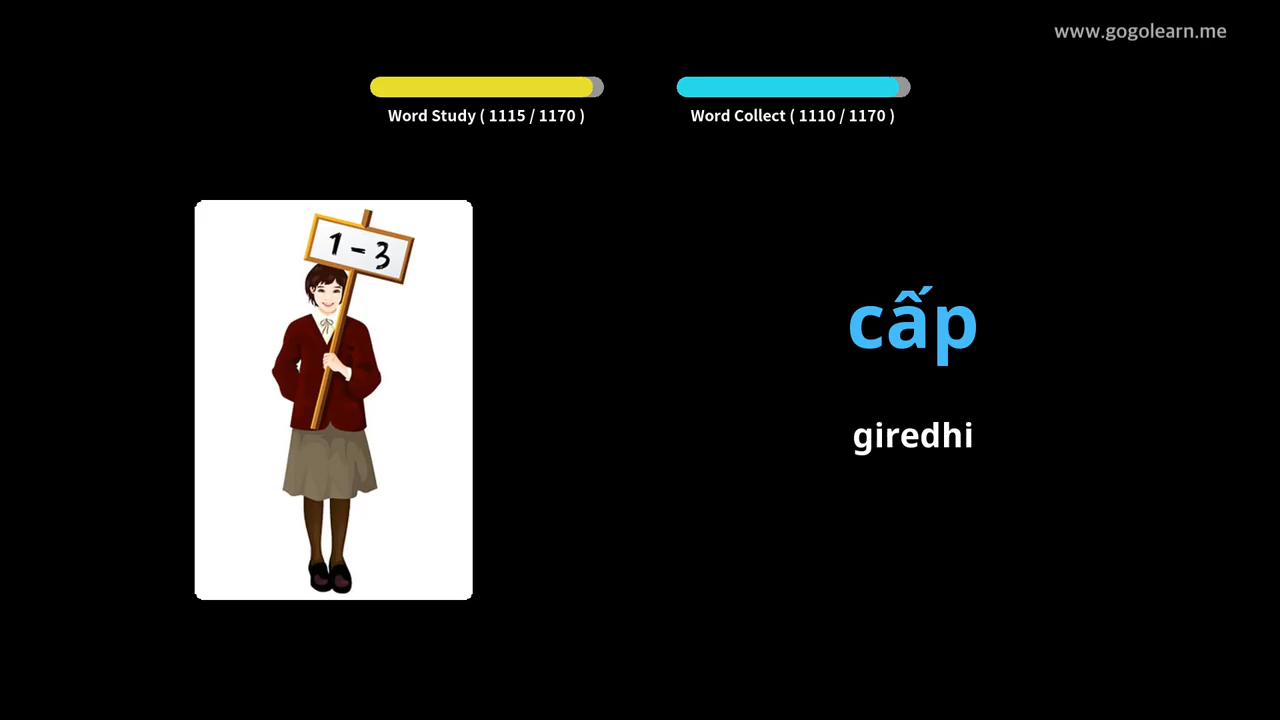 www.gogolearn.me
Word Study ( 1115 / 1170 )
Word Collect ( 1110 / 1170 )
1 - 3
cấp
giredhi